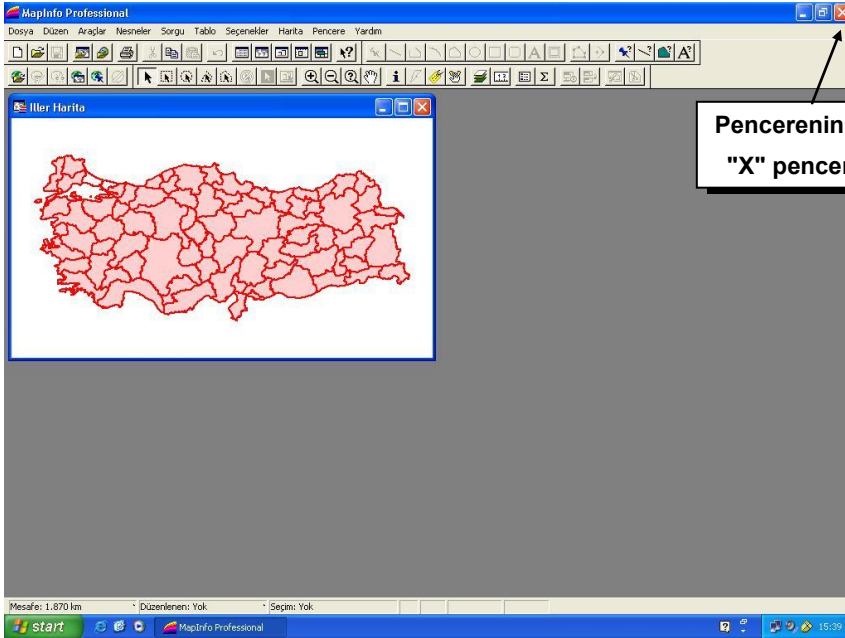 MapInfo Professional
Dosya Düzen Araçlar Nesneler Sorgu Tablo Seçenekler Harita Pencere Yardım
Iller Harita
Pencerenin
"X" pencer
Mesafe: 1.870 km Düzenlenen: Yok Seçim: Yok
start MapInfo Professional 15:39